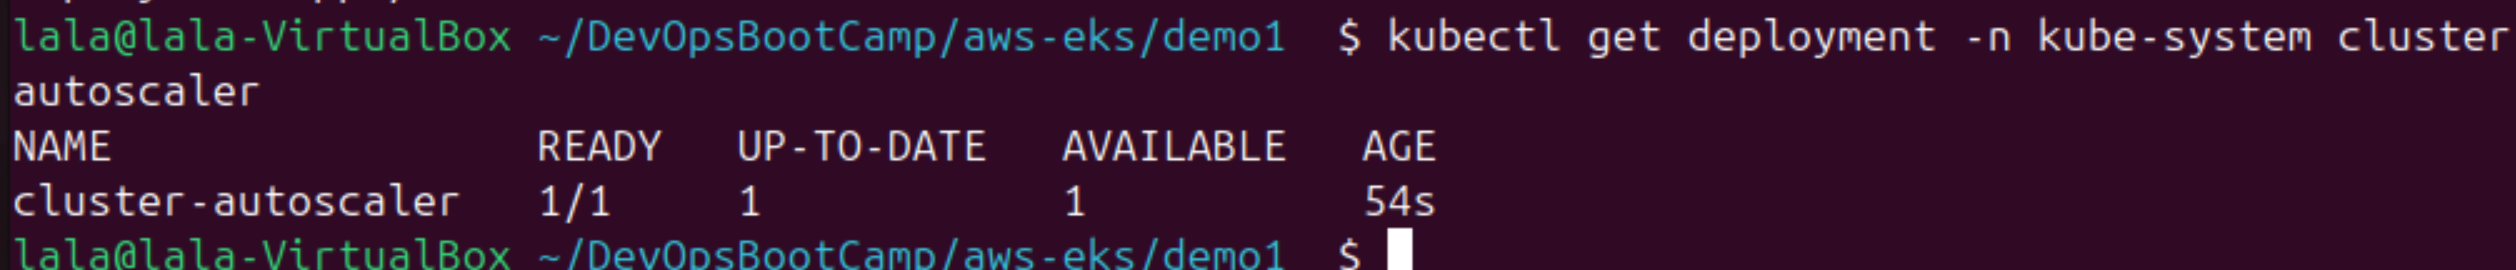 lala@lala-VirtualBox ~/DevOpsBootCamp/aws-eks/demo1 $ kubectl get deployment -n kube-system cluster
autoscaler
NAME READY UP-TO-DATE AVAILABLE AGE
cluster-autoscaler 1/1 1 1 54s
lala@lala-VirtualBox ~/DevOpsBootCamp/aws-eks/demo1 $